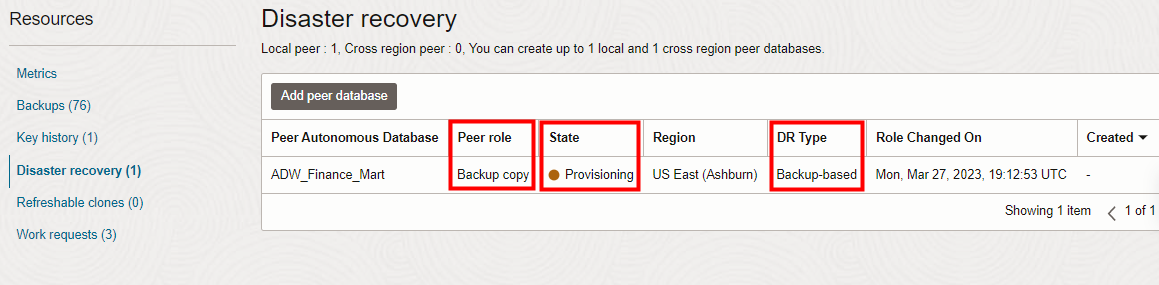 Resources
Metrics
Backups (76)
Key history (1)
Disaster recovery (1)
Refreshable clones (0)
Work requests (3)
Disaster recovery
Local peer : 1, Cross region peer : 0, You can create up to 1 local and 1 cross region peer databases.
Add peer database
Peer Autonomous Database Peer role State Region DR Type Role Changed On Created
ADW_Finance_Mart Backup copy Provisioning US East (Ashburn) Backup-based Mon, Mar 27, 2023, 19:12:53 UTC -
Showing 1 item 1 of 1